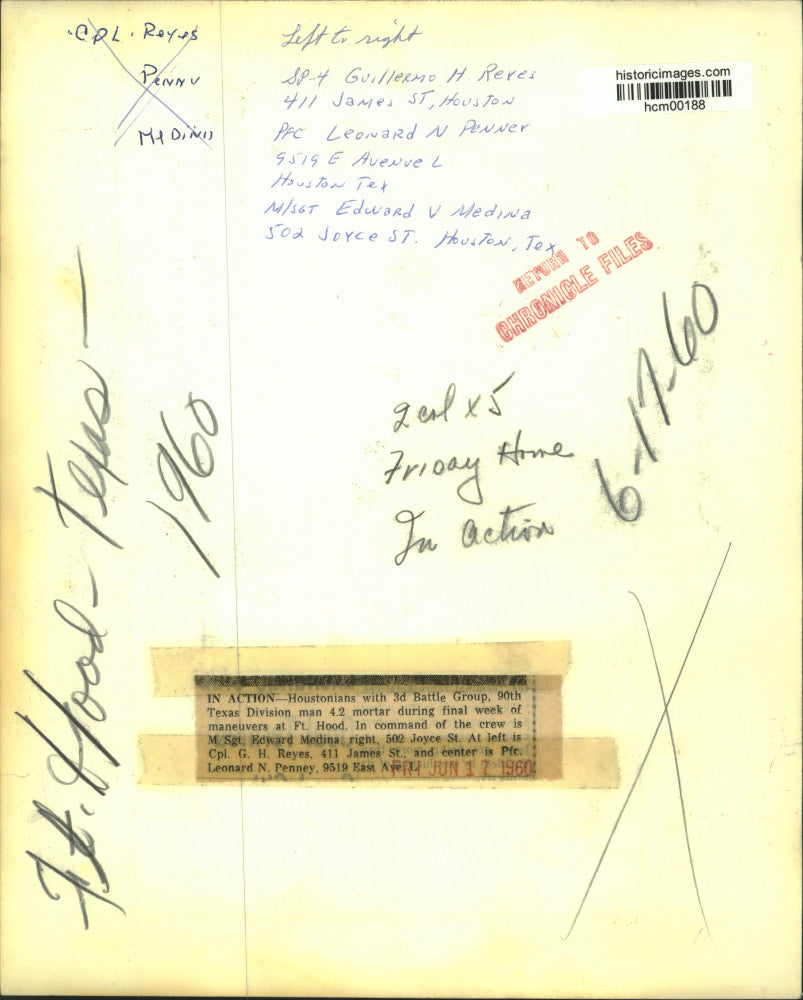 CPL. Reyes
Penny
Medina
Left to right
SP-4 Guillermo H. Reyes
411 James ST, Houston
PFC Leonard N Penney
9519 E Avenue L
Houston Tex
M/SGT Edward V Medina
502 Joyce ST. Houston, Tex
historicimages.com
hcm00188
RETURN TO
CHRONICLE FILES
6-17-60
2 col x 5
Friday Home
In action
Ft. Hood - Texas -
1960
IN ACTION—Houstonians with 3d Battle Group, 90th
Texas Division man 4.2 mortar during final week of
maneuvers at Ft. Hood. In command of the crew is
M/Sgt. Edward Medina, right, 502 Joyce St. At left is
Cpl. G. H. Reyes, 411 James St., and center is Pfc.
Leonard N. Penney, 9519 East Ave. L.
FRI JUN 17 1960